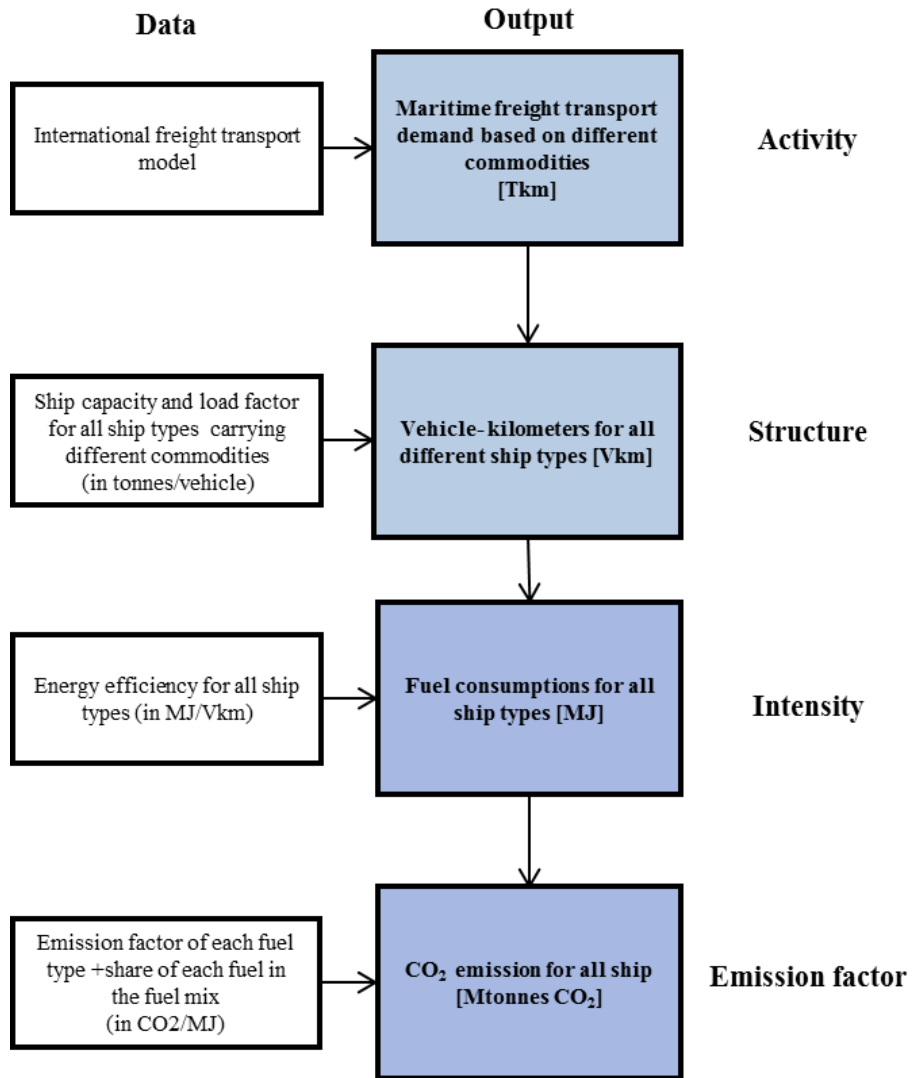 Data
Output
International freight transport
model
Maritime freight transport
demand based on different
commodities
[Tkm]
Activity
Ship capacity and load factor
for all ship types carrying
different commodities
(in tonnes/vehicle)
Vehicle- kilometers for all
different ship types [Vkm]
Structure
Energy efficiency for all ship
types (in MJ/Vkm)
Fuel consumptions for all
ship types [MJ]
Intensity
Emission factor of each fuel
type +share of each fuel in
the fuel mix
(in CO2/MJ)
CO₂ emission for all ship
[Mtonnes CO₂]
Emission factor